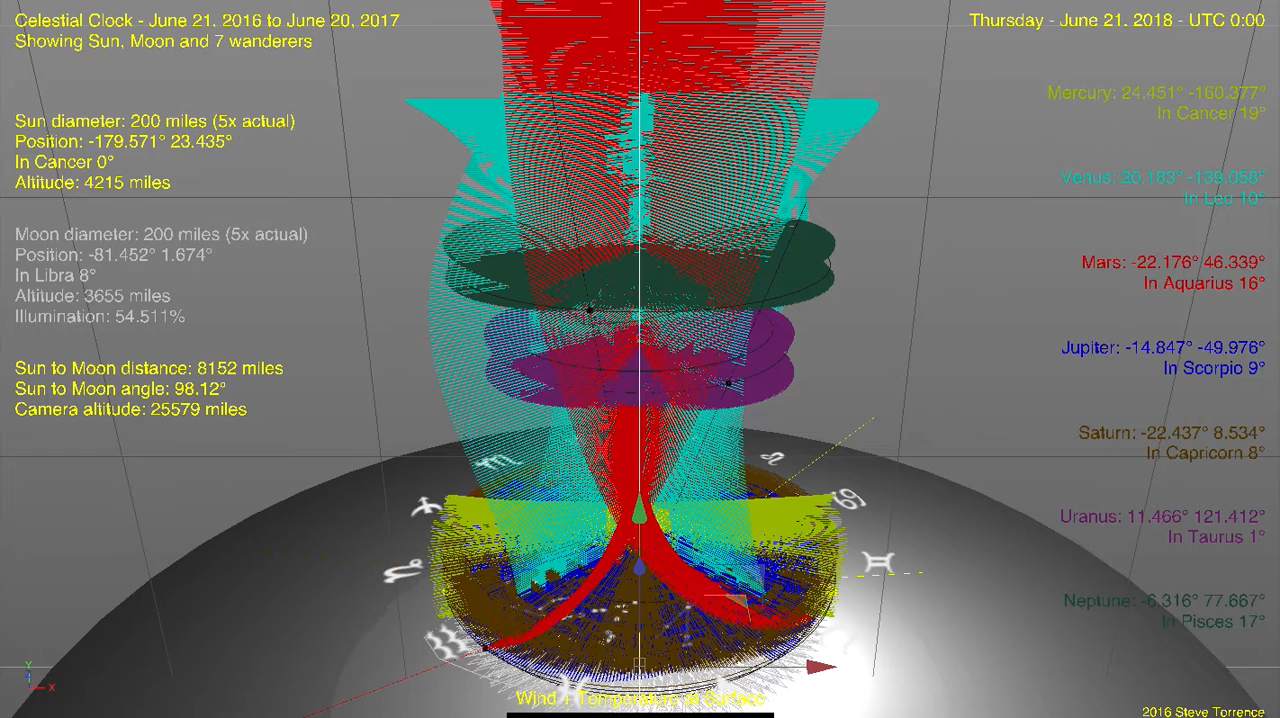 Celestial Clock - June 21. 2016 to June 20, 2017
Showing Sun, Moon and 7 wanderers
Thursday - June 21. 2018 - UTC 0:00
Sun diameter: 200 miles (5x actual)
Position: -179.571° 23.435°
In Cancer 0°
Altitude: 4215 miles
Moon diameter: 200 miles (5x actual)
Position: -81.452° 1.674°
In Libra 8°
Altitude: 3655 miles
Illumination: 54.511%
Sun to Moon distance: 8152 miles
Sun to Moon angle: 98.12°
Camera altitude: 25579 miles
Mercury: 24.451° -160.377°
In Cancer 19°
Venus: 20.183° -139.058°
In Leo 10°
Mars: -22.176° 46.339°
In Aquarius 16°
Jupiter: -14.847° -49.976°
In Scorpio 9°
Saturn: -22.437° 8.534°
In Capricorn 8°
Uranus: 11.466° 121.412°
In Taurus 1°
Neptune: -6.316° 77.667°
In Pisces 17°
Wind + Temperature at Surface
Y
X
2016 Steve Torrence